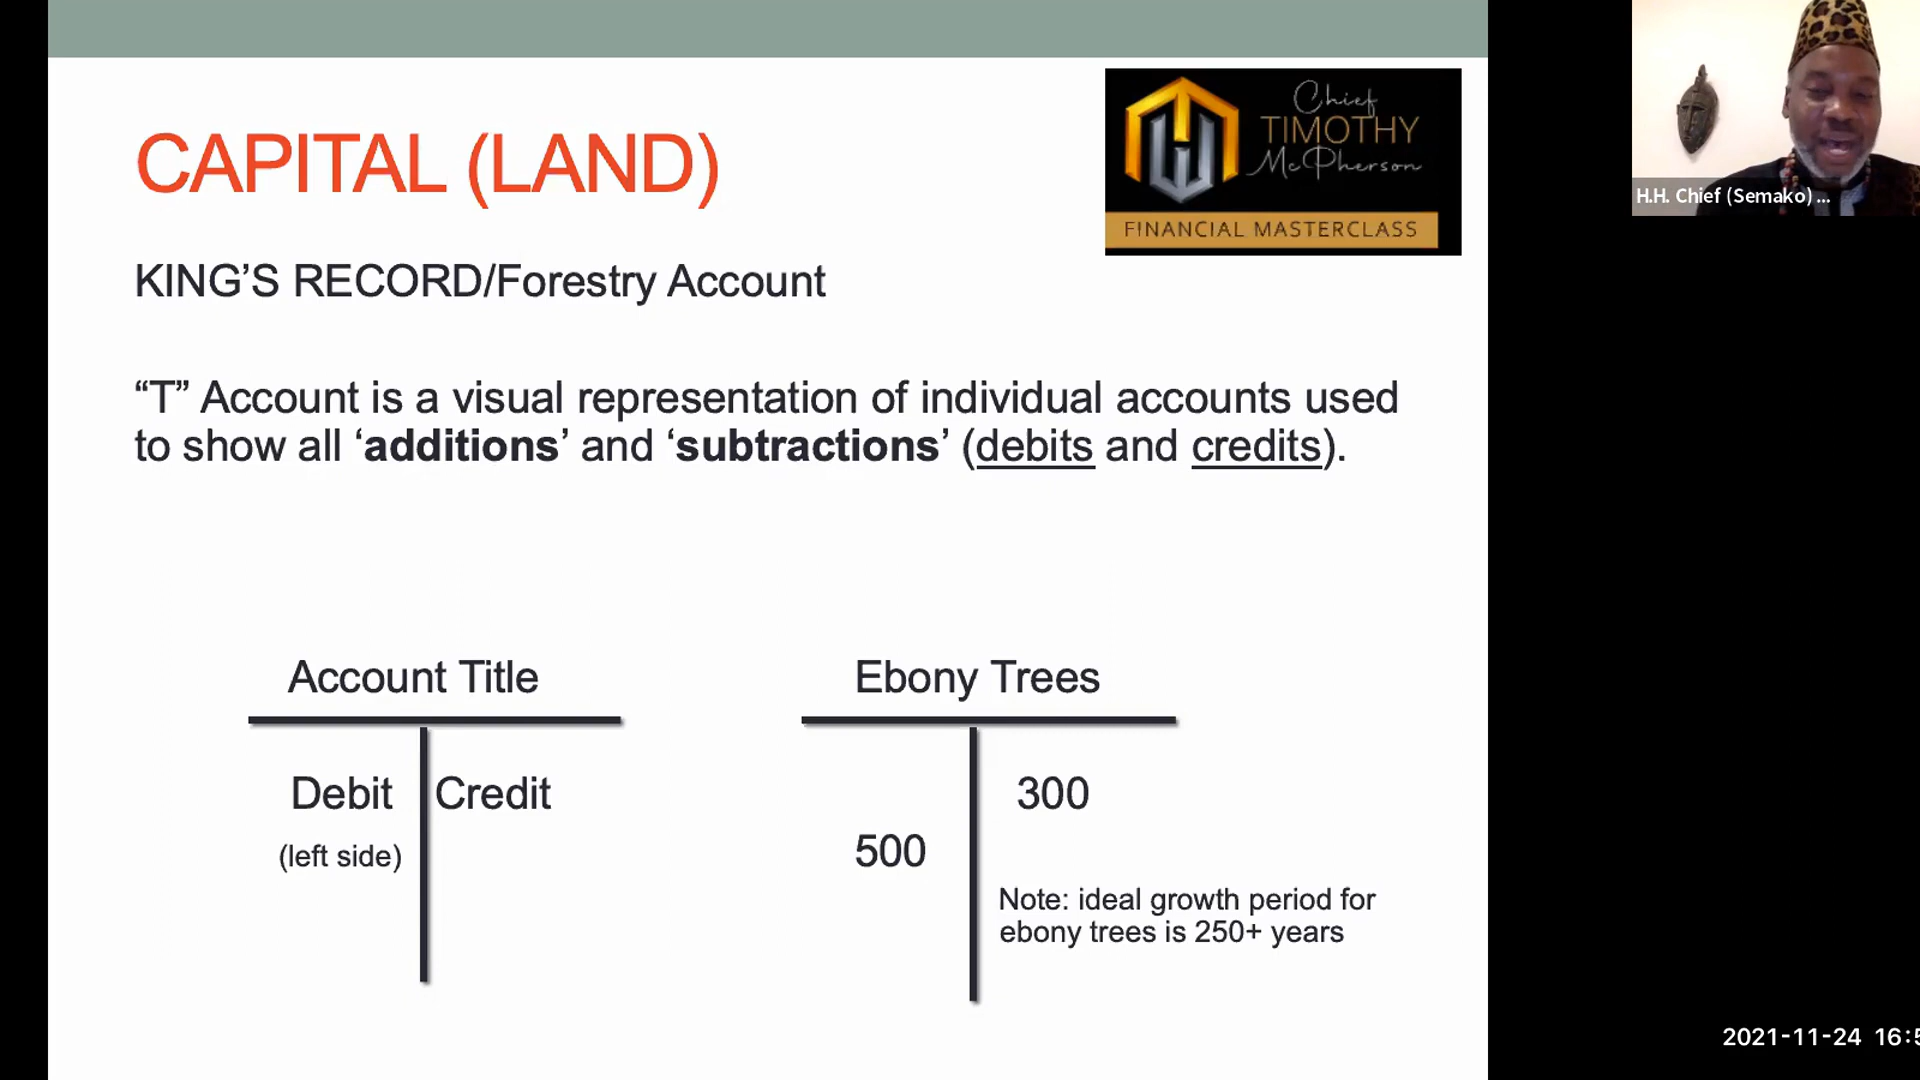 CAPITAL (LAND)
Chief
TIMOTHY
McPherson
FINANCIAL MASTERCLASS
H.H. Chief (Semako) ...
KING’S RECORD/Forestry Account
“T” Account is a visual representation of individual accounts used
to show all ‘additions’ and ‘subtractions’ (debits and credits).
Account Title
Debit Credit
(left side)
Ebony Trees
300
500
Note: ideal growth period for
ebony trees is 250+ years
2021-11-24 16:5